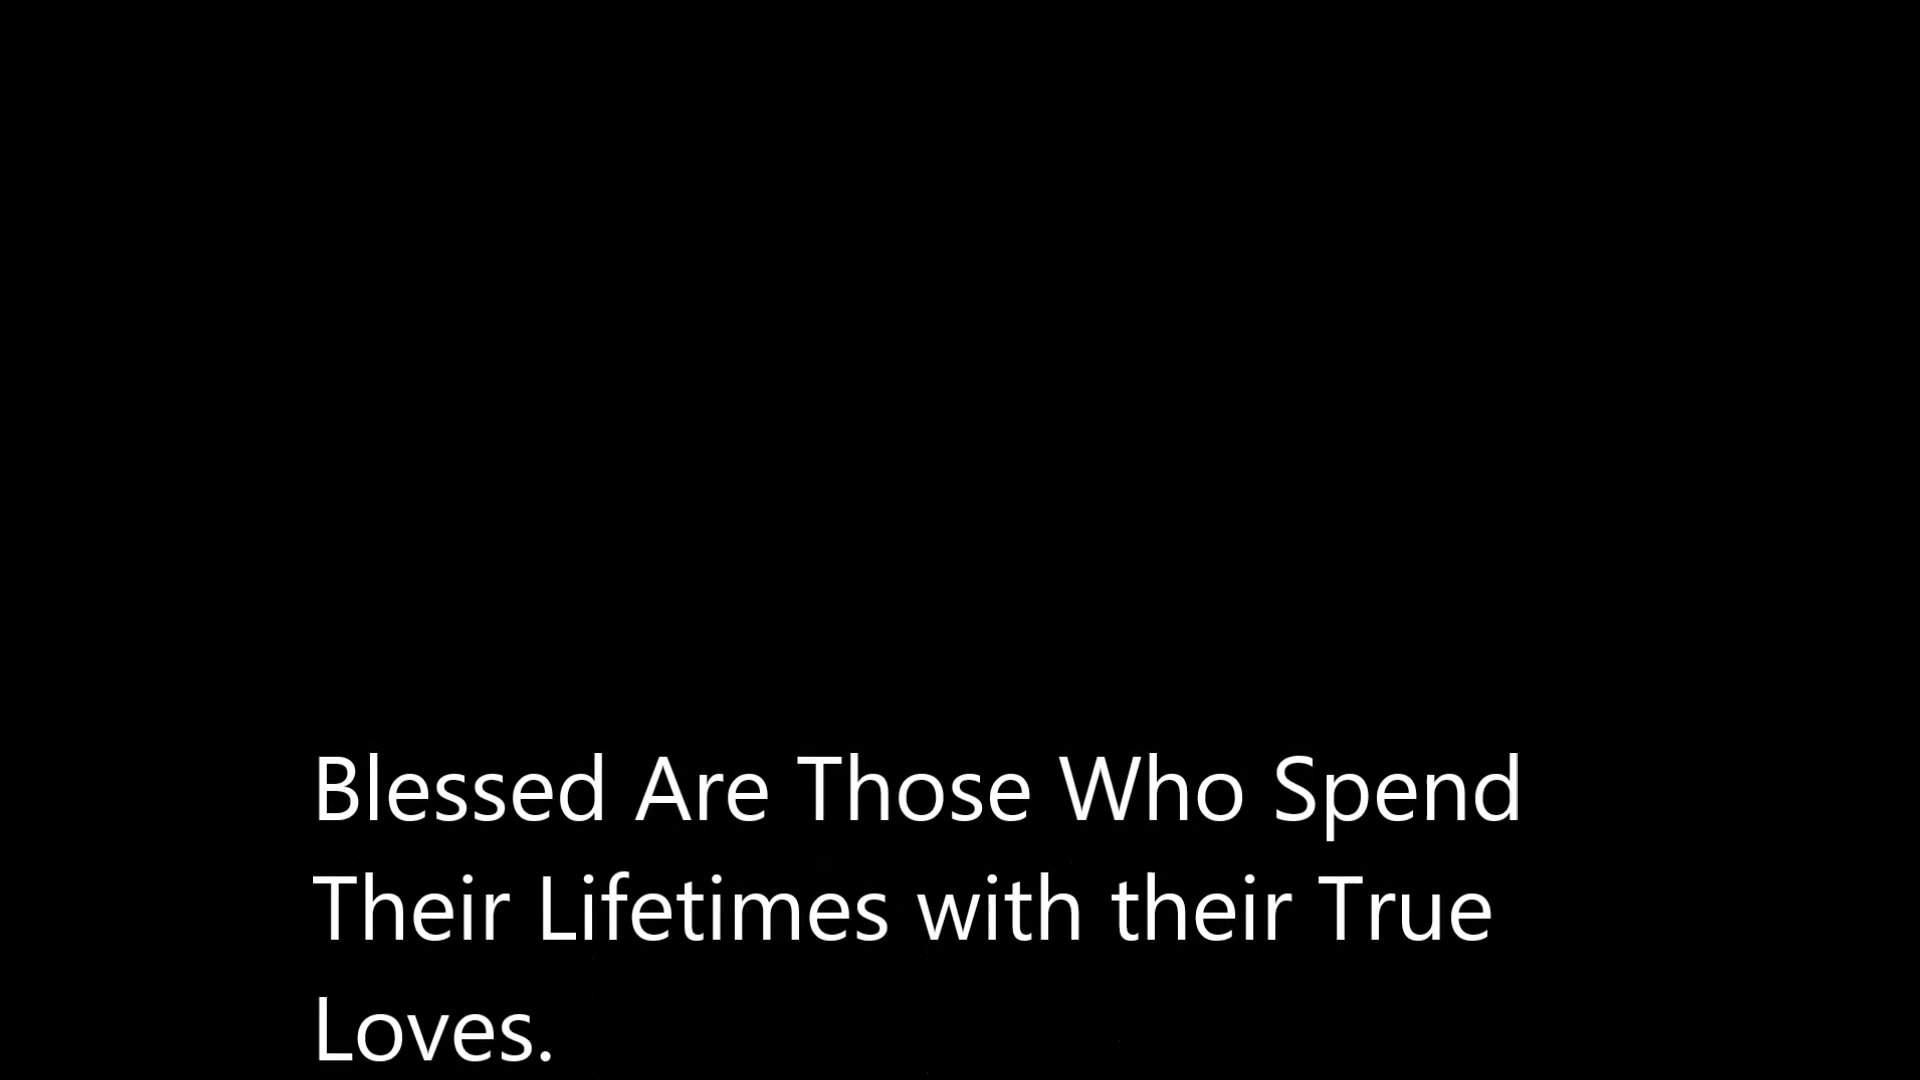 Blessed Are Those Who Spend
Their Lifetimes with their True
Loves.